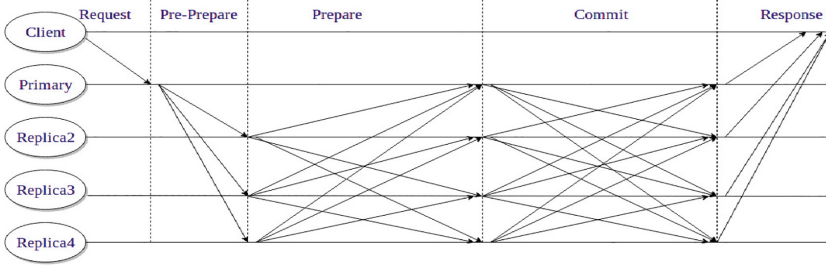 Request Pre-Prepare Prepare Commit Response
Client
Primary
Replica2
Replica3
Replica4